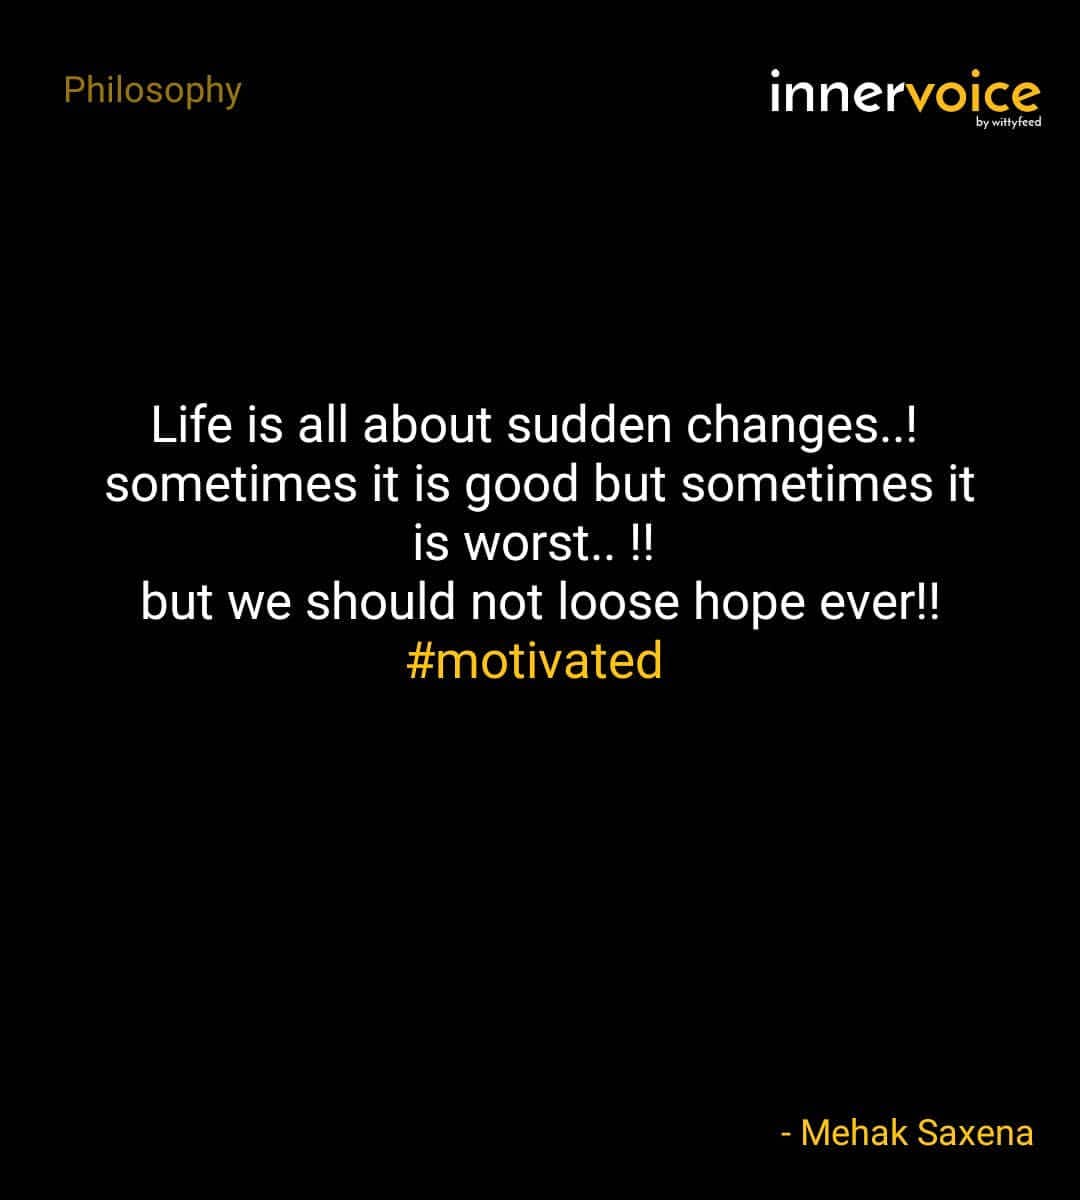 Philosophy
innervoice
by wittyfeed
Life is all about sudden changes..!
sometimes it is good but sometimes it
is worst.. !!
but we should not loose hope ever!!
#motivated
- Mehak Saxena